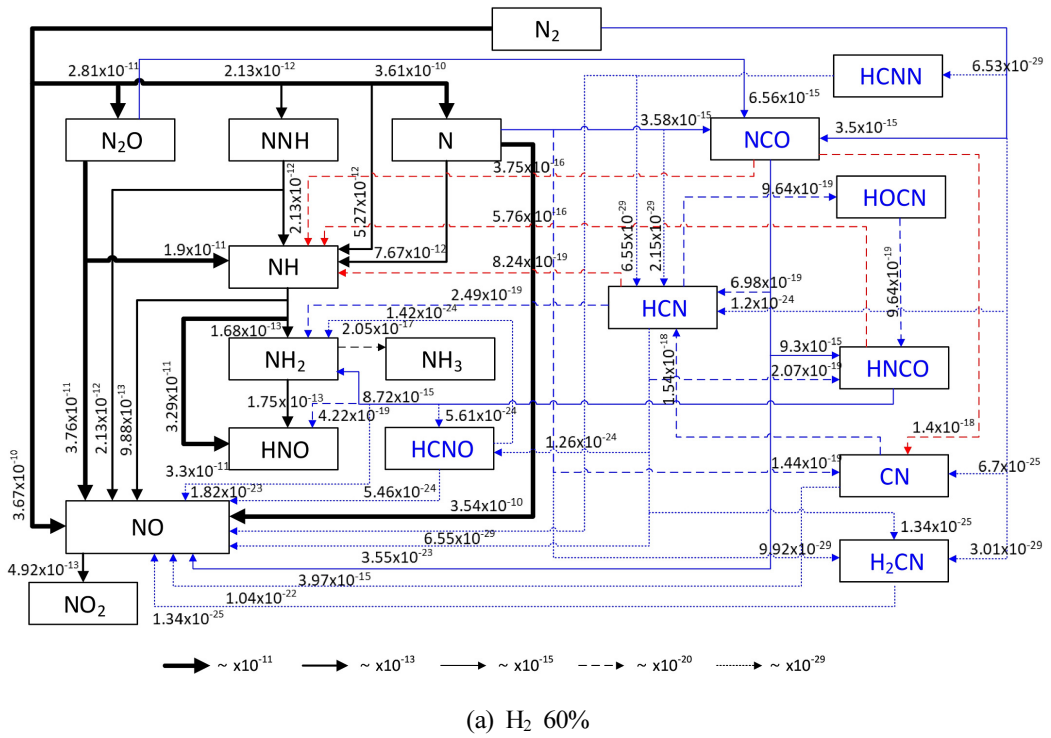 N₂
2.81x10⁻¹¹
2.13x10⁻¹²
3.61x10⁻¹⁰
HCNN
6.53x10⁻²⁹
6.56x10⁻¹⁵
N₂O
NNH
N
3.58x10⁻¹⁵
NCO
3.5x10⁻¹⁵
3.75x10⁻¹⁶
2.13x10⁻¹²
5.27x10⁻¹²
9.64x10⁻¹⁹
HOCN
5.76x10⁻¹⁶
6.55x10⁻²⁹
2.15x10⁻²⁹
1.9x10⁻¹¹
NH
7.67x10⁻¹²
8.24x10⁻¹⁹
9.64x10⁻¹⁹
2.49x10⁻¹⁹
HCN
6.98x10⁻¹⁹
1.2x10⁻²⁴
1.42x10⁻²⁴
1.68x10⁻¹³
2.05x10⁻¹⁷
NH₂
NH₃
1.54x10⁻¹⁸
9.3x10⁻¹⁵
HNCO
2.07x10⁻¹⁹
3.76x10⁻¹¹
2.13x10⁻¹²
9.88x10⁻¹³
3.29x10⁻¹¹
1.75x10⁻¹³
8.72x10⁻¹⁵
4.22x10⁻¹⁹
5.61x10⁻²⁴
1.4x10⁻¹⁸
HNO
HCNO
1.26x10⁻²⁴
3.67x10⁻¹⁰
3.3x10⁻¹¹
1.44x10⁻¹⁹
CN
6.7x10⁻²⁵
1.82x10⁻²³
5.46x10⁻²⁴
NO
3.54x10⁻¹⁰
6.55x10⁻²⁹
1.34x10⁻²⁵
3.55x10⁻²³
9.92x10⁻²⁹
H₂CN
3.01x10⁻²⁹
4.92x10⁻¹³
3.97x10⁻¹⁵
NO₂
1.04x10⁻²²
1.34x10⁻²⁵
~ x10⁻¹¹
~ x10⁻¹³
~ x10⁻¹⁵
~ x10⁻²⁰
~ x10⁻²⁹
(a) H₂ 60%